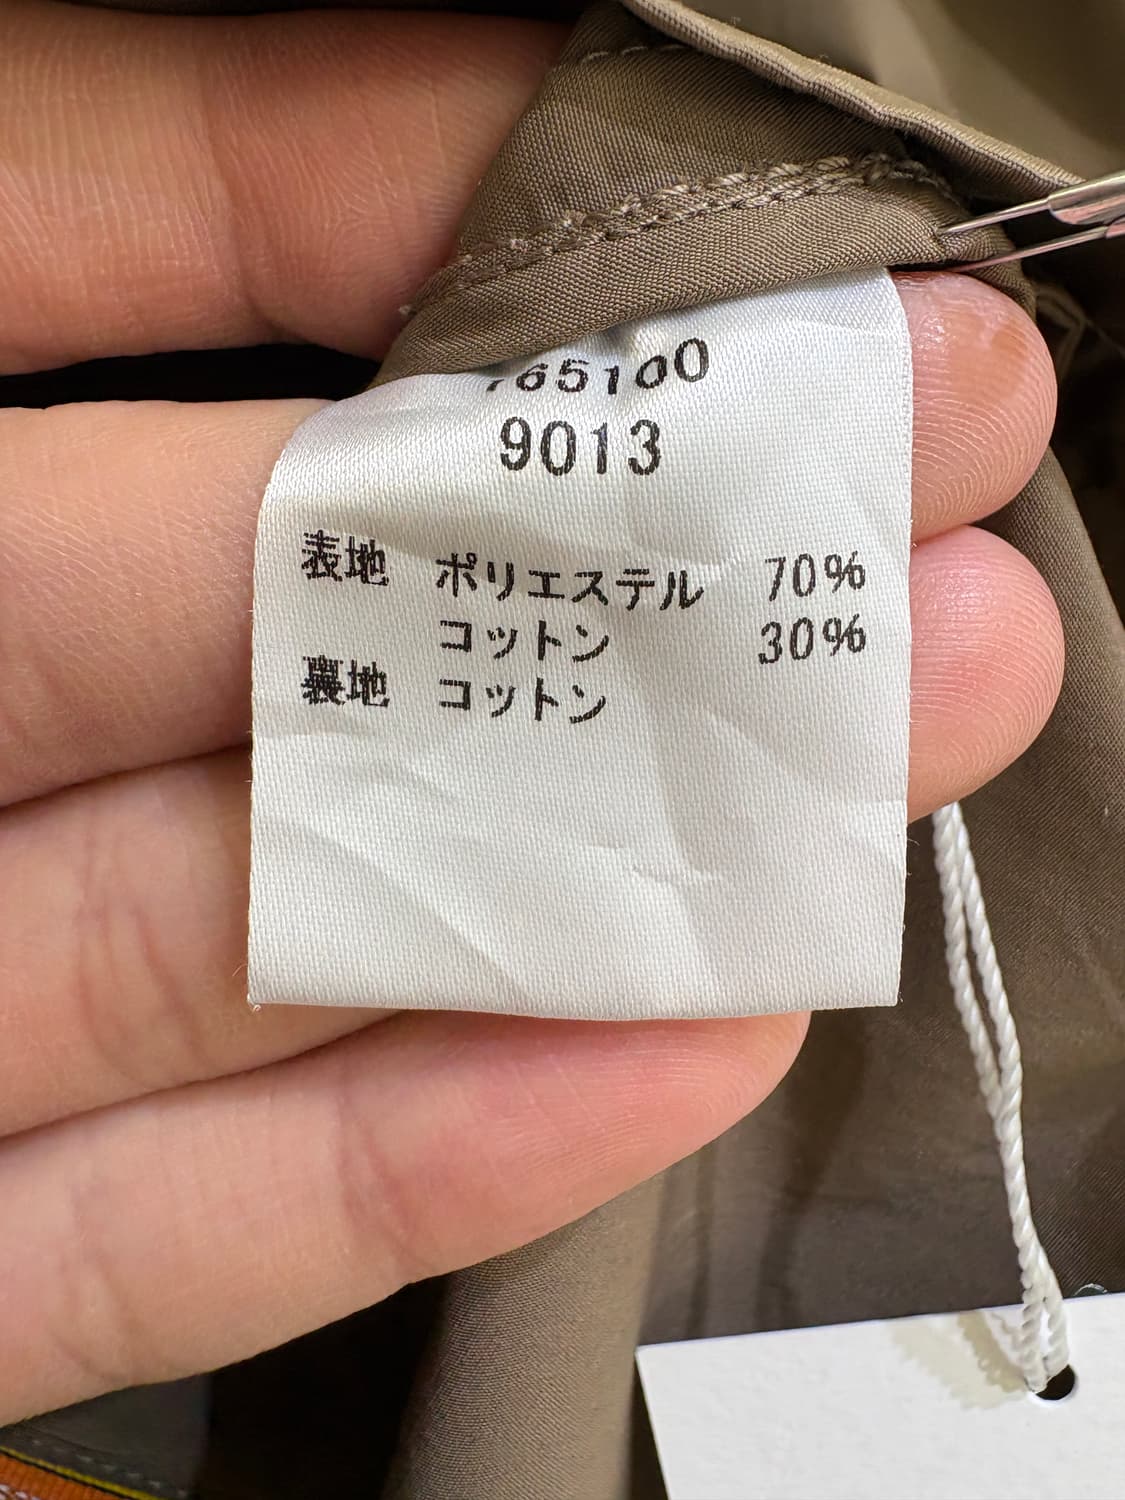 765100
9013
表地 ポリエステル 70%
コットン 30%
裏地 コットン